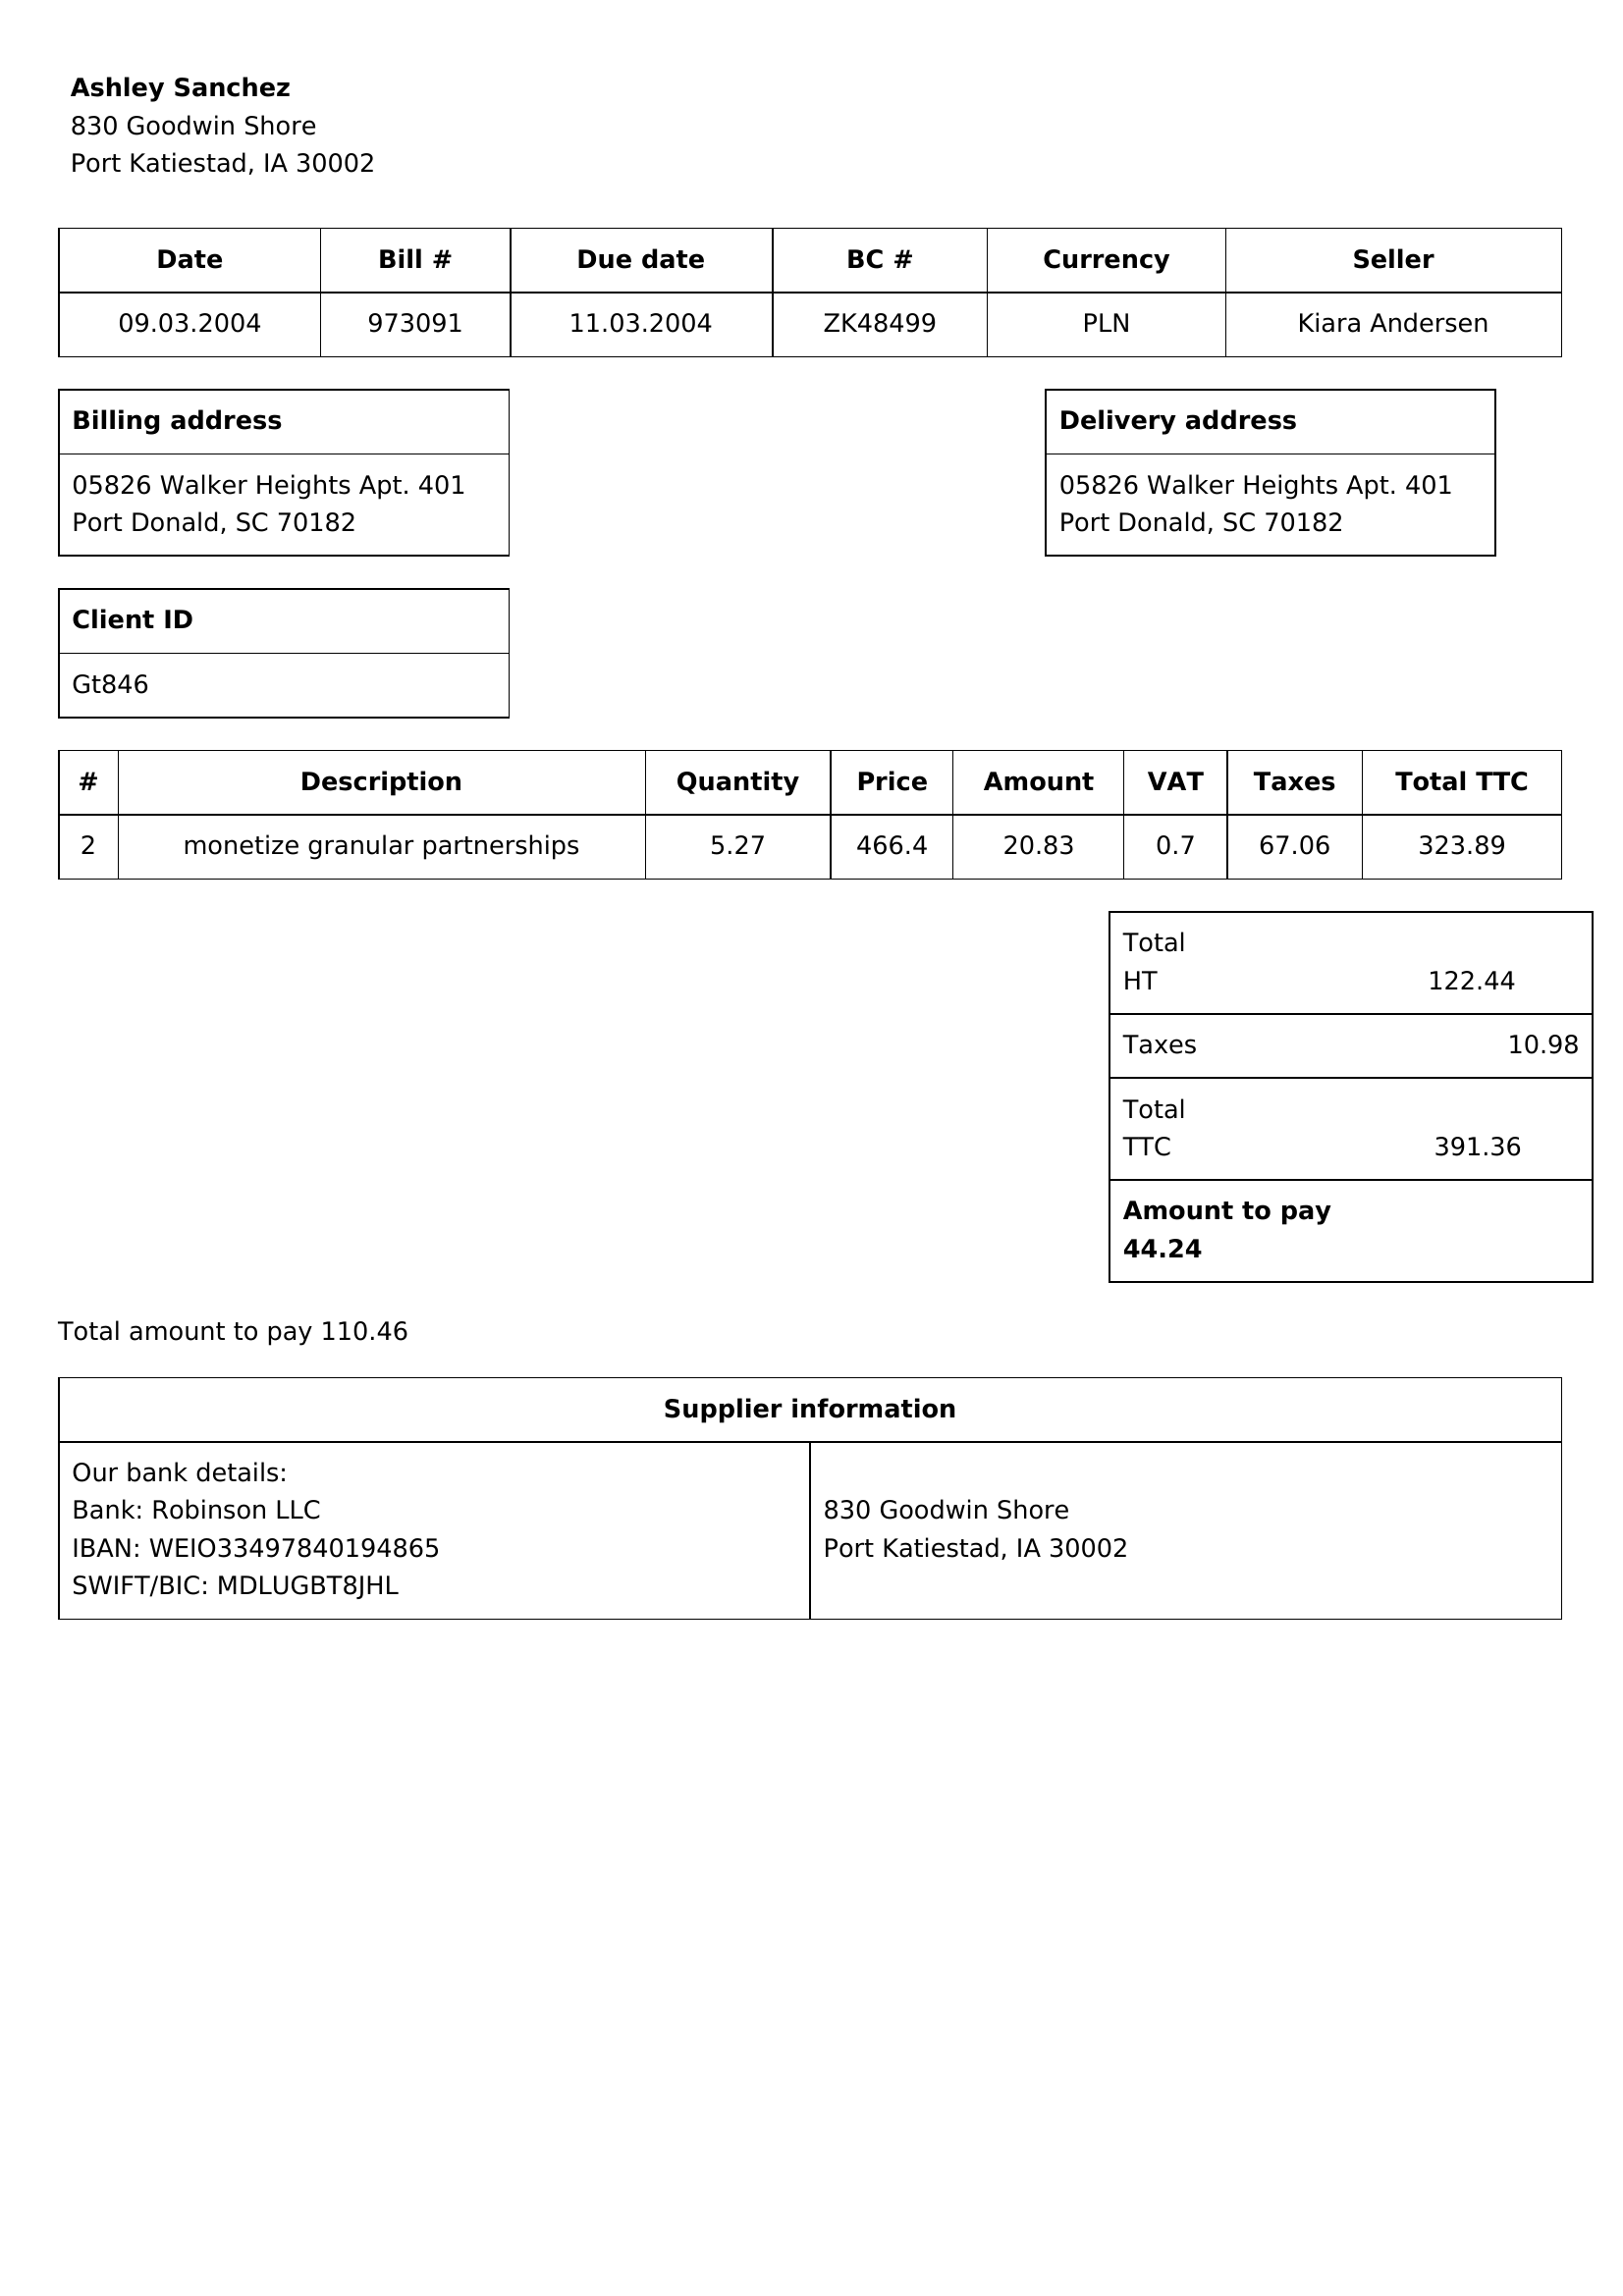 Ashley Sanchez
830 Goodwin Shore
Port Katiestad, IA 30002
Date Bill # Due date BC # Currency Seller
09.03.2004 973091 11.03.2004 ZK48499 PLN Kiara Andersen
Billing address
05826 Walker Heights Apt. 401
Port Donald, SC 70182
Delivery address
05826 Walker Heights Apt. 401
Port Donald, SC 70182
Client ID
Gt846
# Description Quantity Price Amount VAT Taxes Total TTC
2 monetize granular partnerships 5.27 466.4 20.83 0.7 67.06 323.89
Total
HT 122.44
Taxes 10.98
Total
TTC 391.36
Amount to pay
44.24
Total amount to pay 110.46
Supplier information
Our bank details:
Bank: Robinson LLC
IBAN: WEIO33497840194865
SWIFT/BIC: MDLUGBT8JHL
830 Goodwin Shore
Port Katiestad, IA 30002